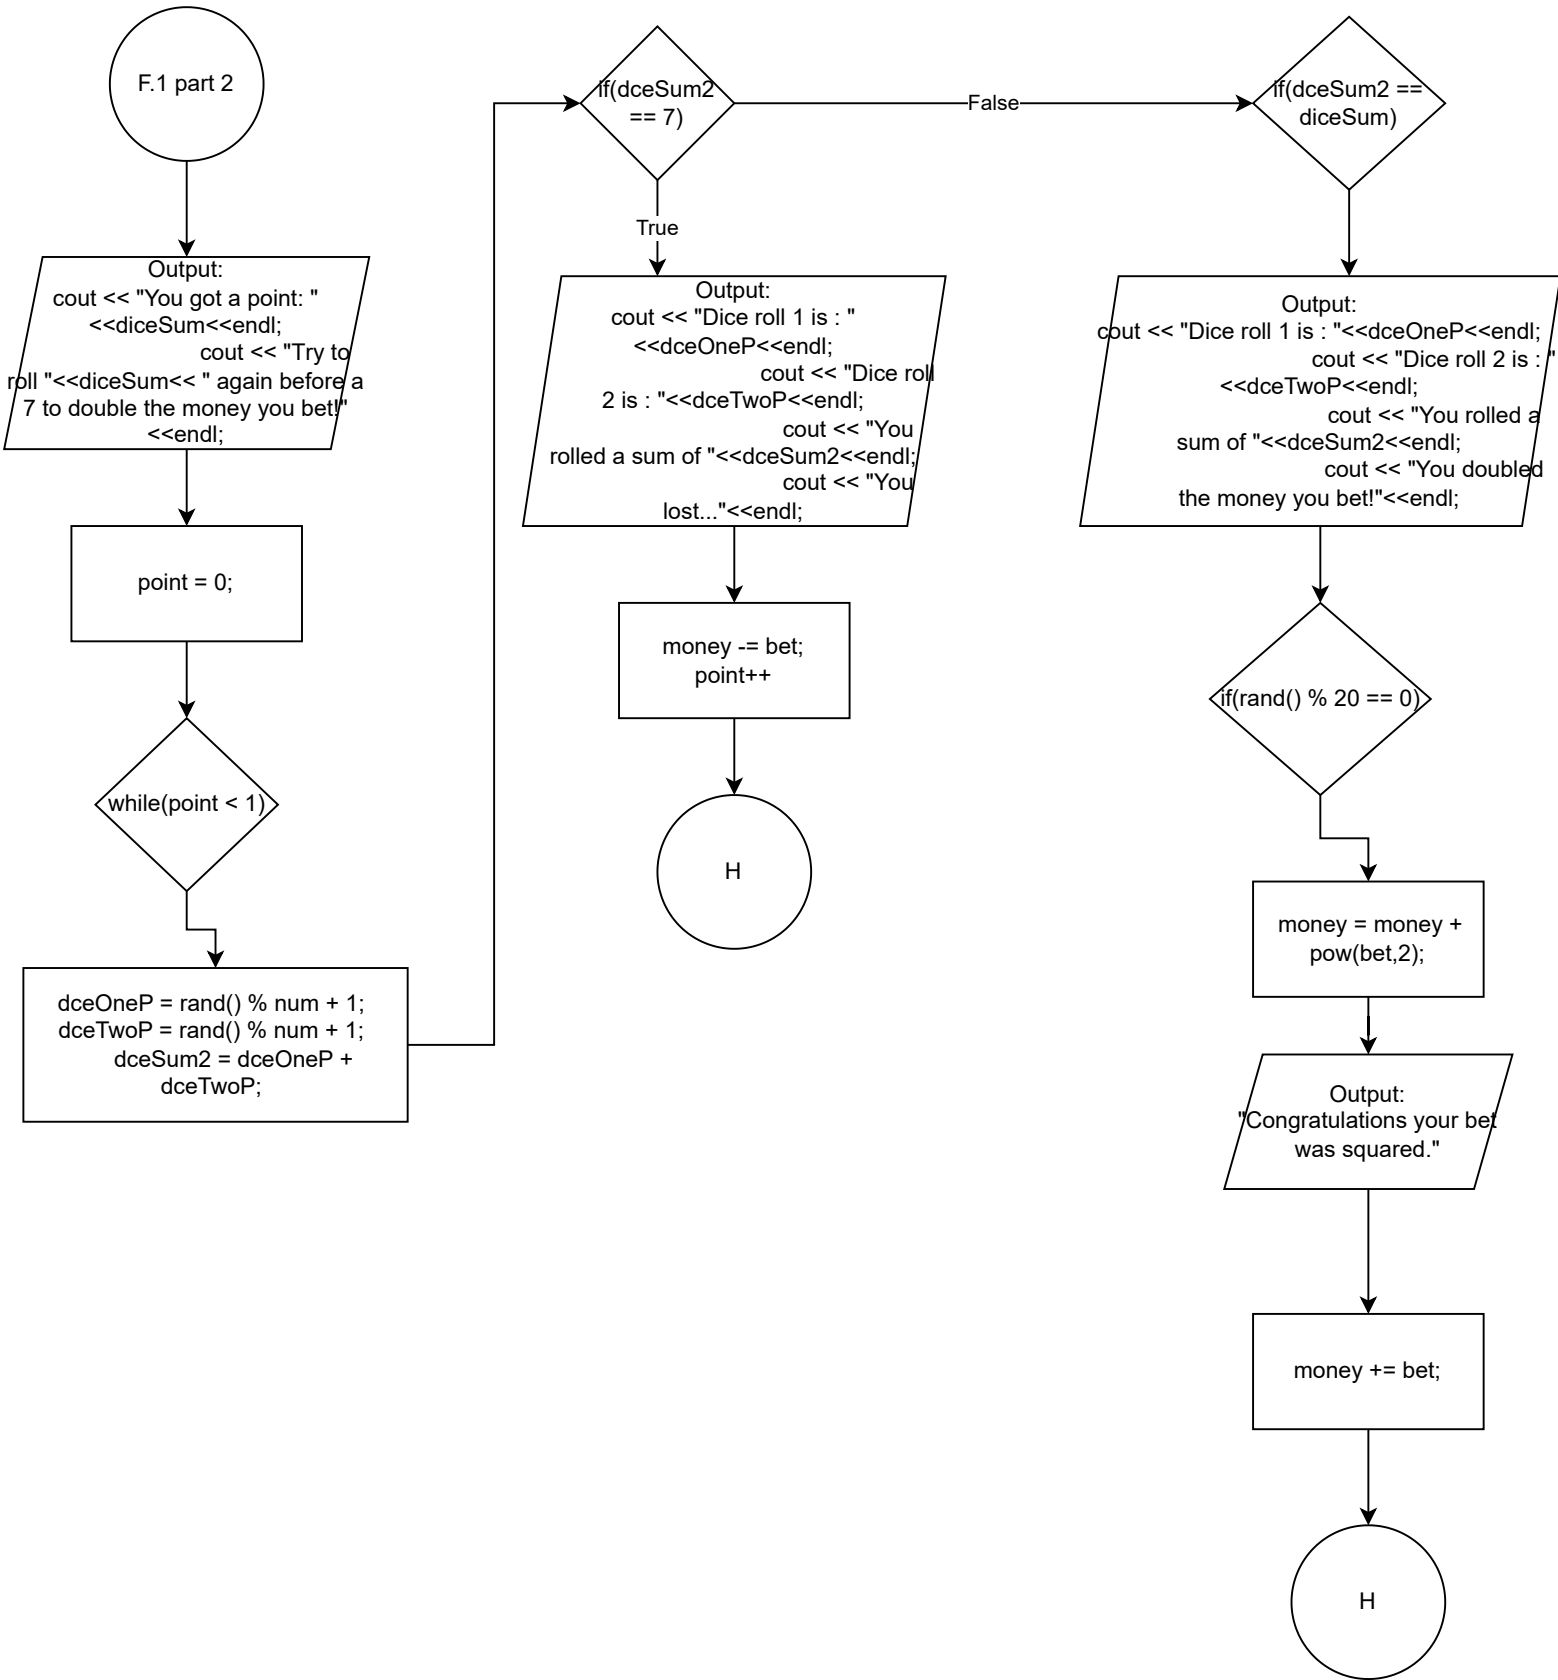 F.1 part 2
Output:
cout << "You got a point: "
<<diceSum<<endl;
cout << "Try to
roll "<<diceSum<< " again before a
7 to double the money you bet!"
<<endl;
point = 0;
while(point < 1)
dceOneP = rand() % num + 1;
dceTwoP = rand() % num + 1;
dceSum2 = dceOneP +
dceTwoP;
if(dceSum2
== 7)
True
False
Output:
cout << "Dice roll 1 is : "
<<dceOneP<<endl;
cout << "Dice roll
2 is : "<<dceTwoP<<endl;
cout << "You
rolled a sum of "<<dceSum2<<endl;
cout << "You
lost..."<<endl;
money -= bet;
point++
H
if(dceSum2 ==
diceSum)
Output:
cout << "Dice roll 1 is : "<<dceOneP<<endl;
cout << "Dice roll 2 is : "
<<dceTwoP<<endl;
cout << "You rolled a
sum of "<<dceSum2<<endl;
cout << "You doubled
the money you bet!"<<endl;
if(rand() % 20 == 0)
money = money +
pow(bet,2);
Output:
"Congratulations your bet
was squared."
money += bet;
H